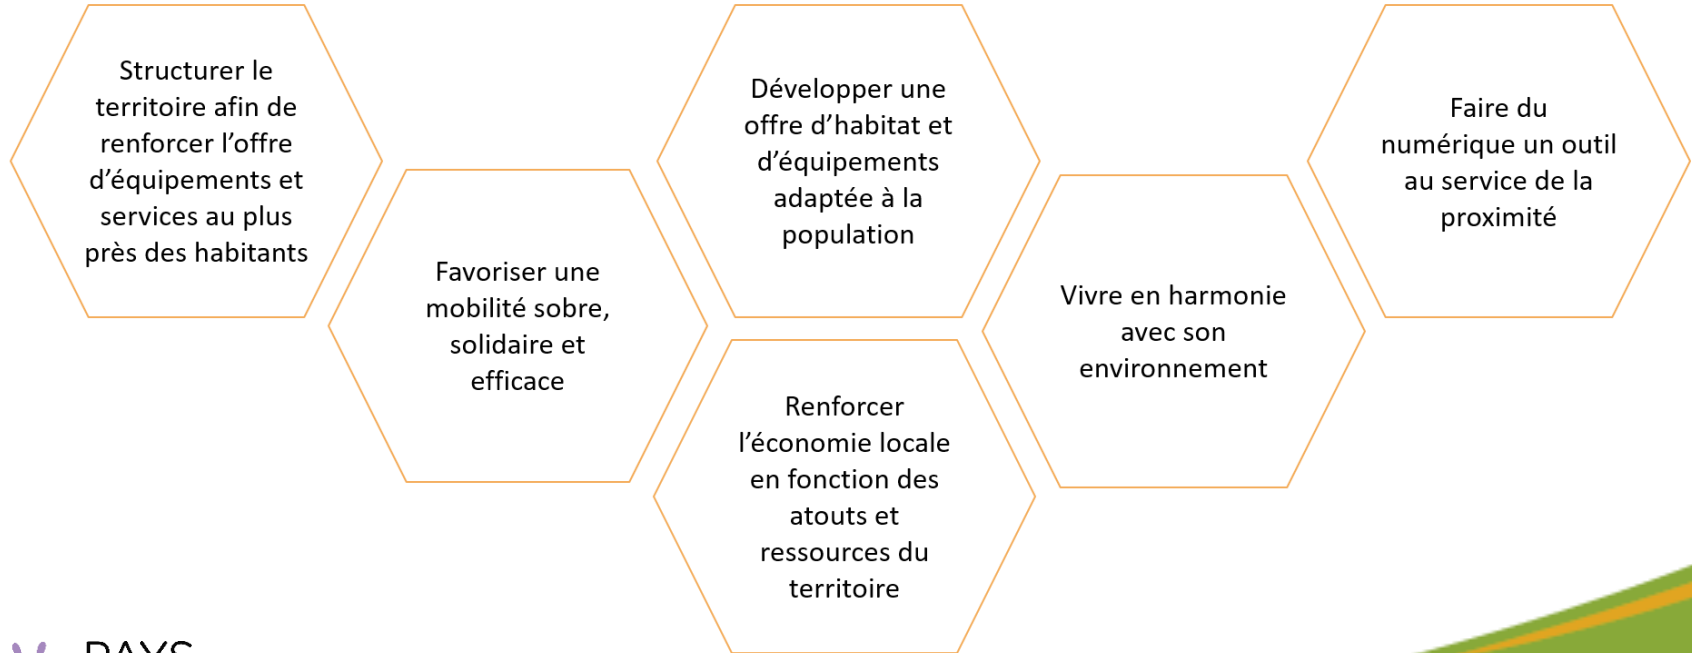 Structurer le
territoire afin de
renforcer l’offre
d’équipements et
services au plus
près des habitants
Favoriser une
mobilité sobre,
solidaire et
efficace
Développer une
offre d’habitat et
d’équipements
adaptée à la
population
Renforcer
l’économie locale
en fonction des
atouts et
ressources du
territoire
Vivre en harmonie
avec son
environnement
Faire du
numérique un outil
au service de la
proximité
PAYS